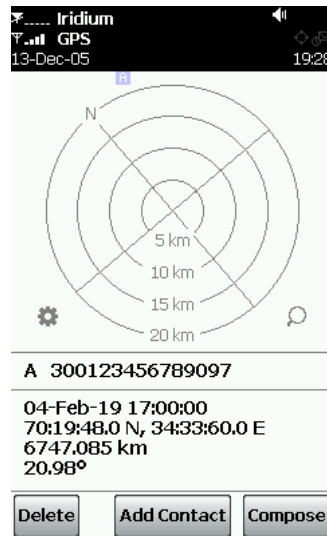 Iridium
GPS
13-Dec-05 19:28
A
N
5 km
10 km
15 km
20 km
A 300123456789097
04-Feb-19 17:00:00
70:19:48.0 N, 34:33:60.0 E
6747.085 km
20.98º
Delete Add Contact Compose